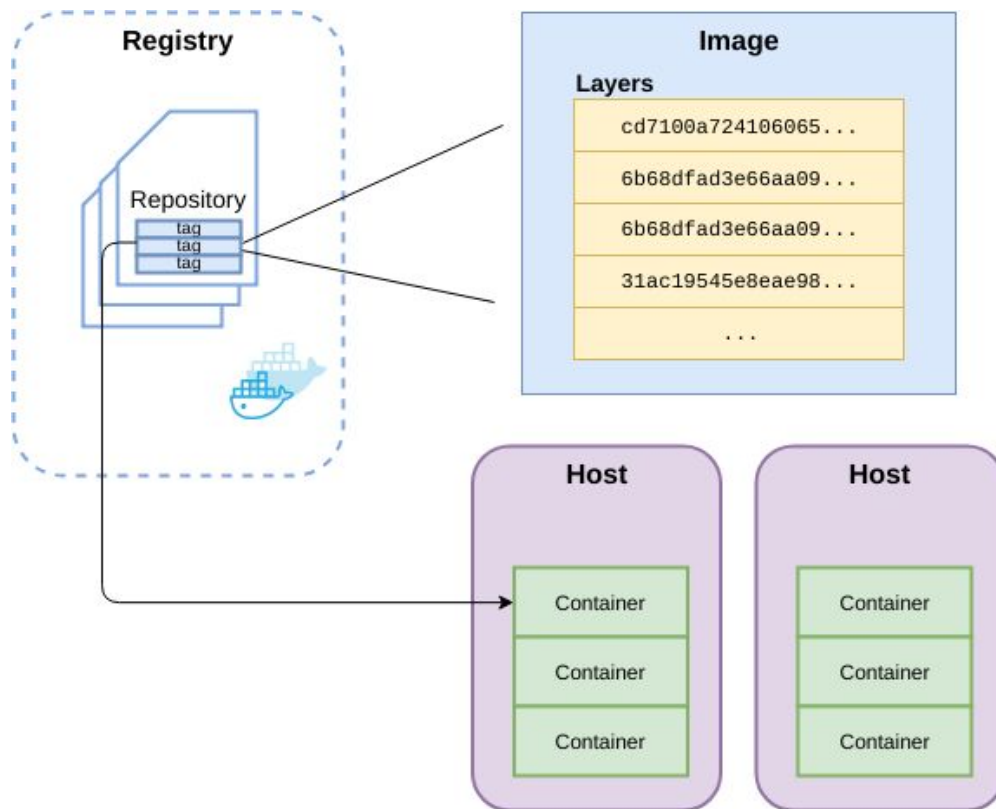 Registry
Repository
tag
tag
tag
Image
Layers
cd7100a724106065...
6b68dfad3e66aa09...
6b68dfad3e66aa09...
31ac19545e8eae98...
...
Host
Container
Container
Container
Host
Container
Container
Container